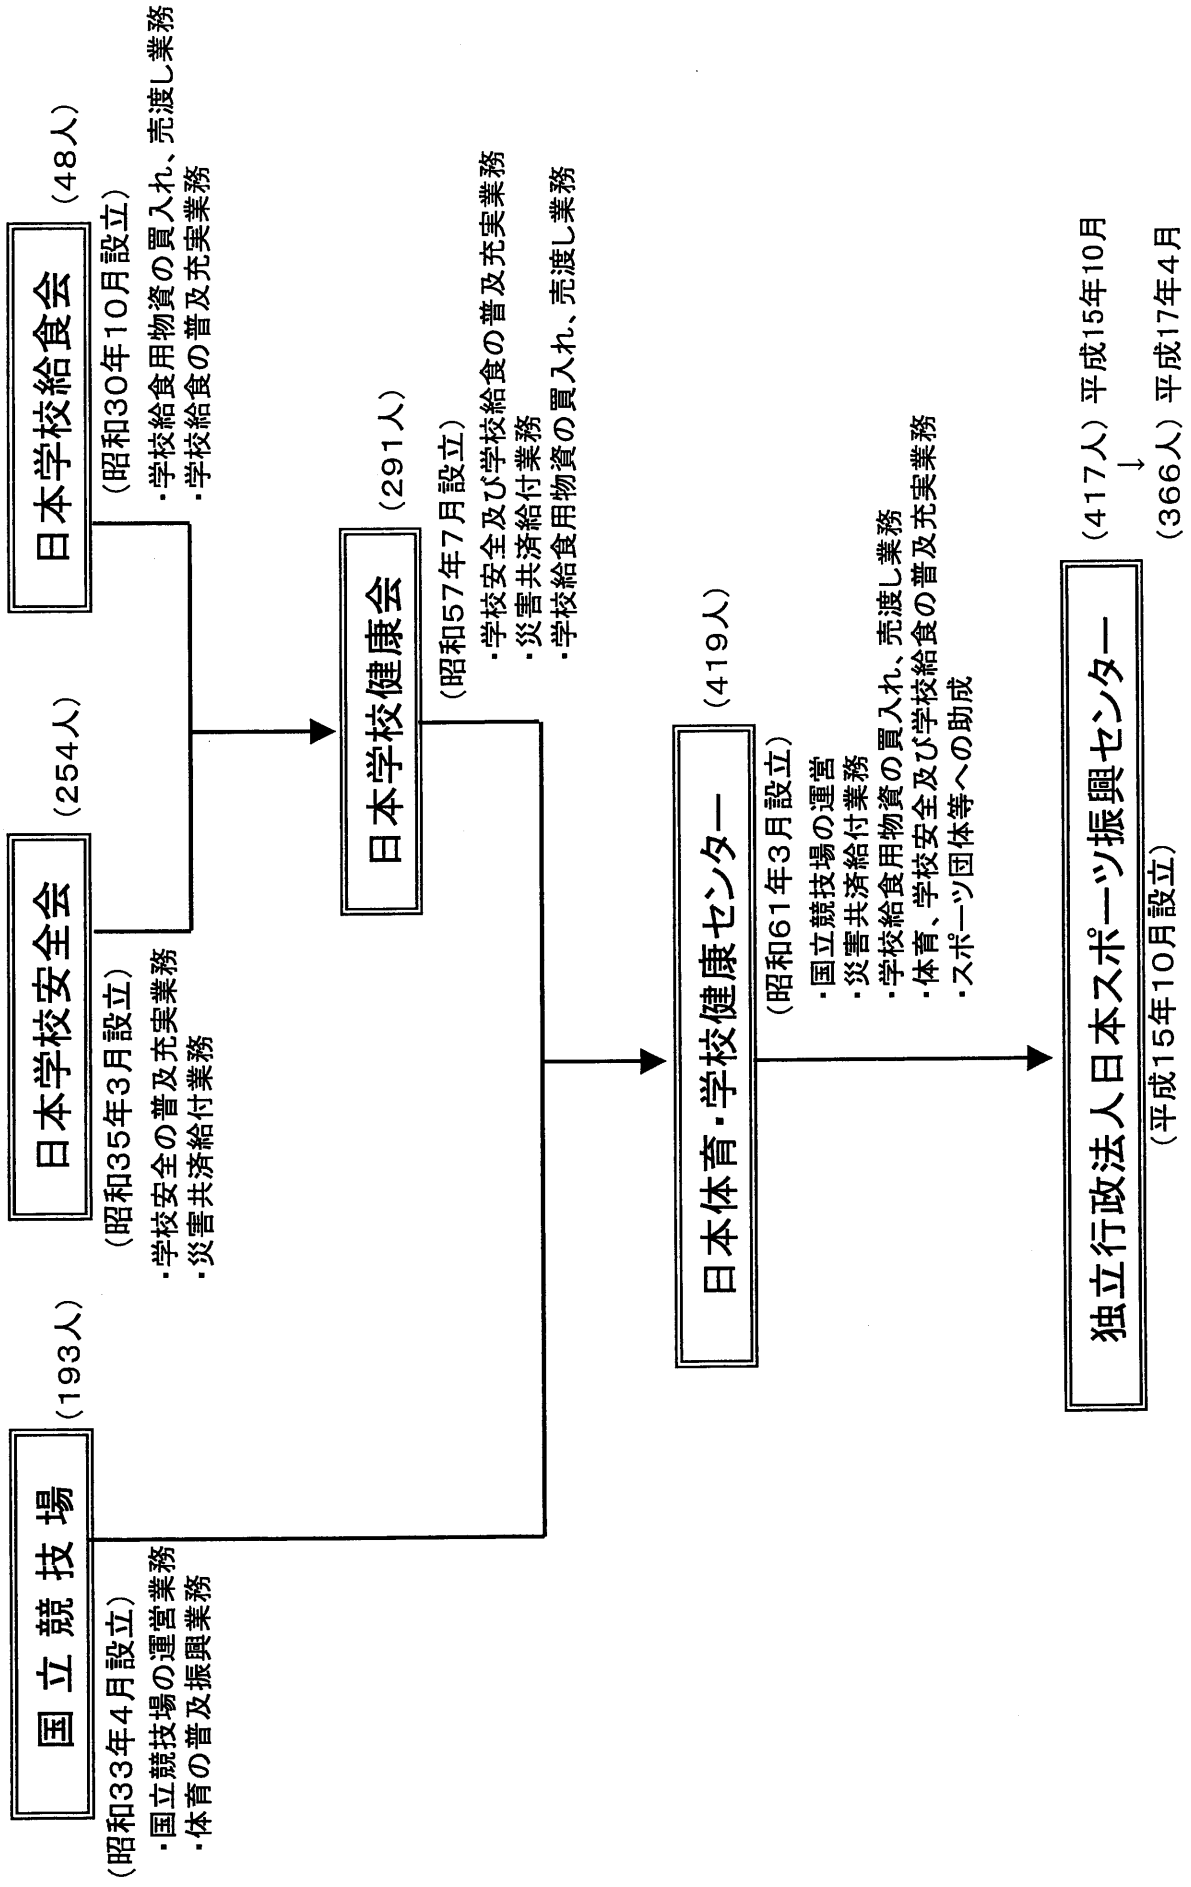 国立競技場
(193人)
(昭和33年4月設立)
・国立競技場の運営業務
・体育の普及振興業務
日本学校安全会
(254人)
(昭和35年3月設立)
・学校安全の普及充実業務
・災害共済給付業務
日本学校給食会
(48人)
(昭和30年10月設立)
・学校給食用物資の買入れ、売渡し業務
・学校給食の普及充実業務
日本学校健康会
(291人)
(昭和57年7月設立)
・学校安全及び学校給食の普及充実業務
・災害共済給付業務
・学校給食用物資の買入れ、売渡し業務
日本体育・学校健康センター
(419人)
(昭和61年3月設立)
・国立競技場の運営
・災害共済給付業務
・学校給食用物資の買入れ、売渡し業務
・体育、学校安全及び学校給食の普及充実業務
・スポーツ団体等への助成
独立行政法人日本スポーツ振興センター
(平成15年10月設立)
(417人) 平成15年10月
↓
(366人) 平成17年4月